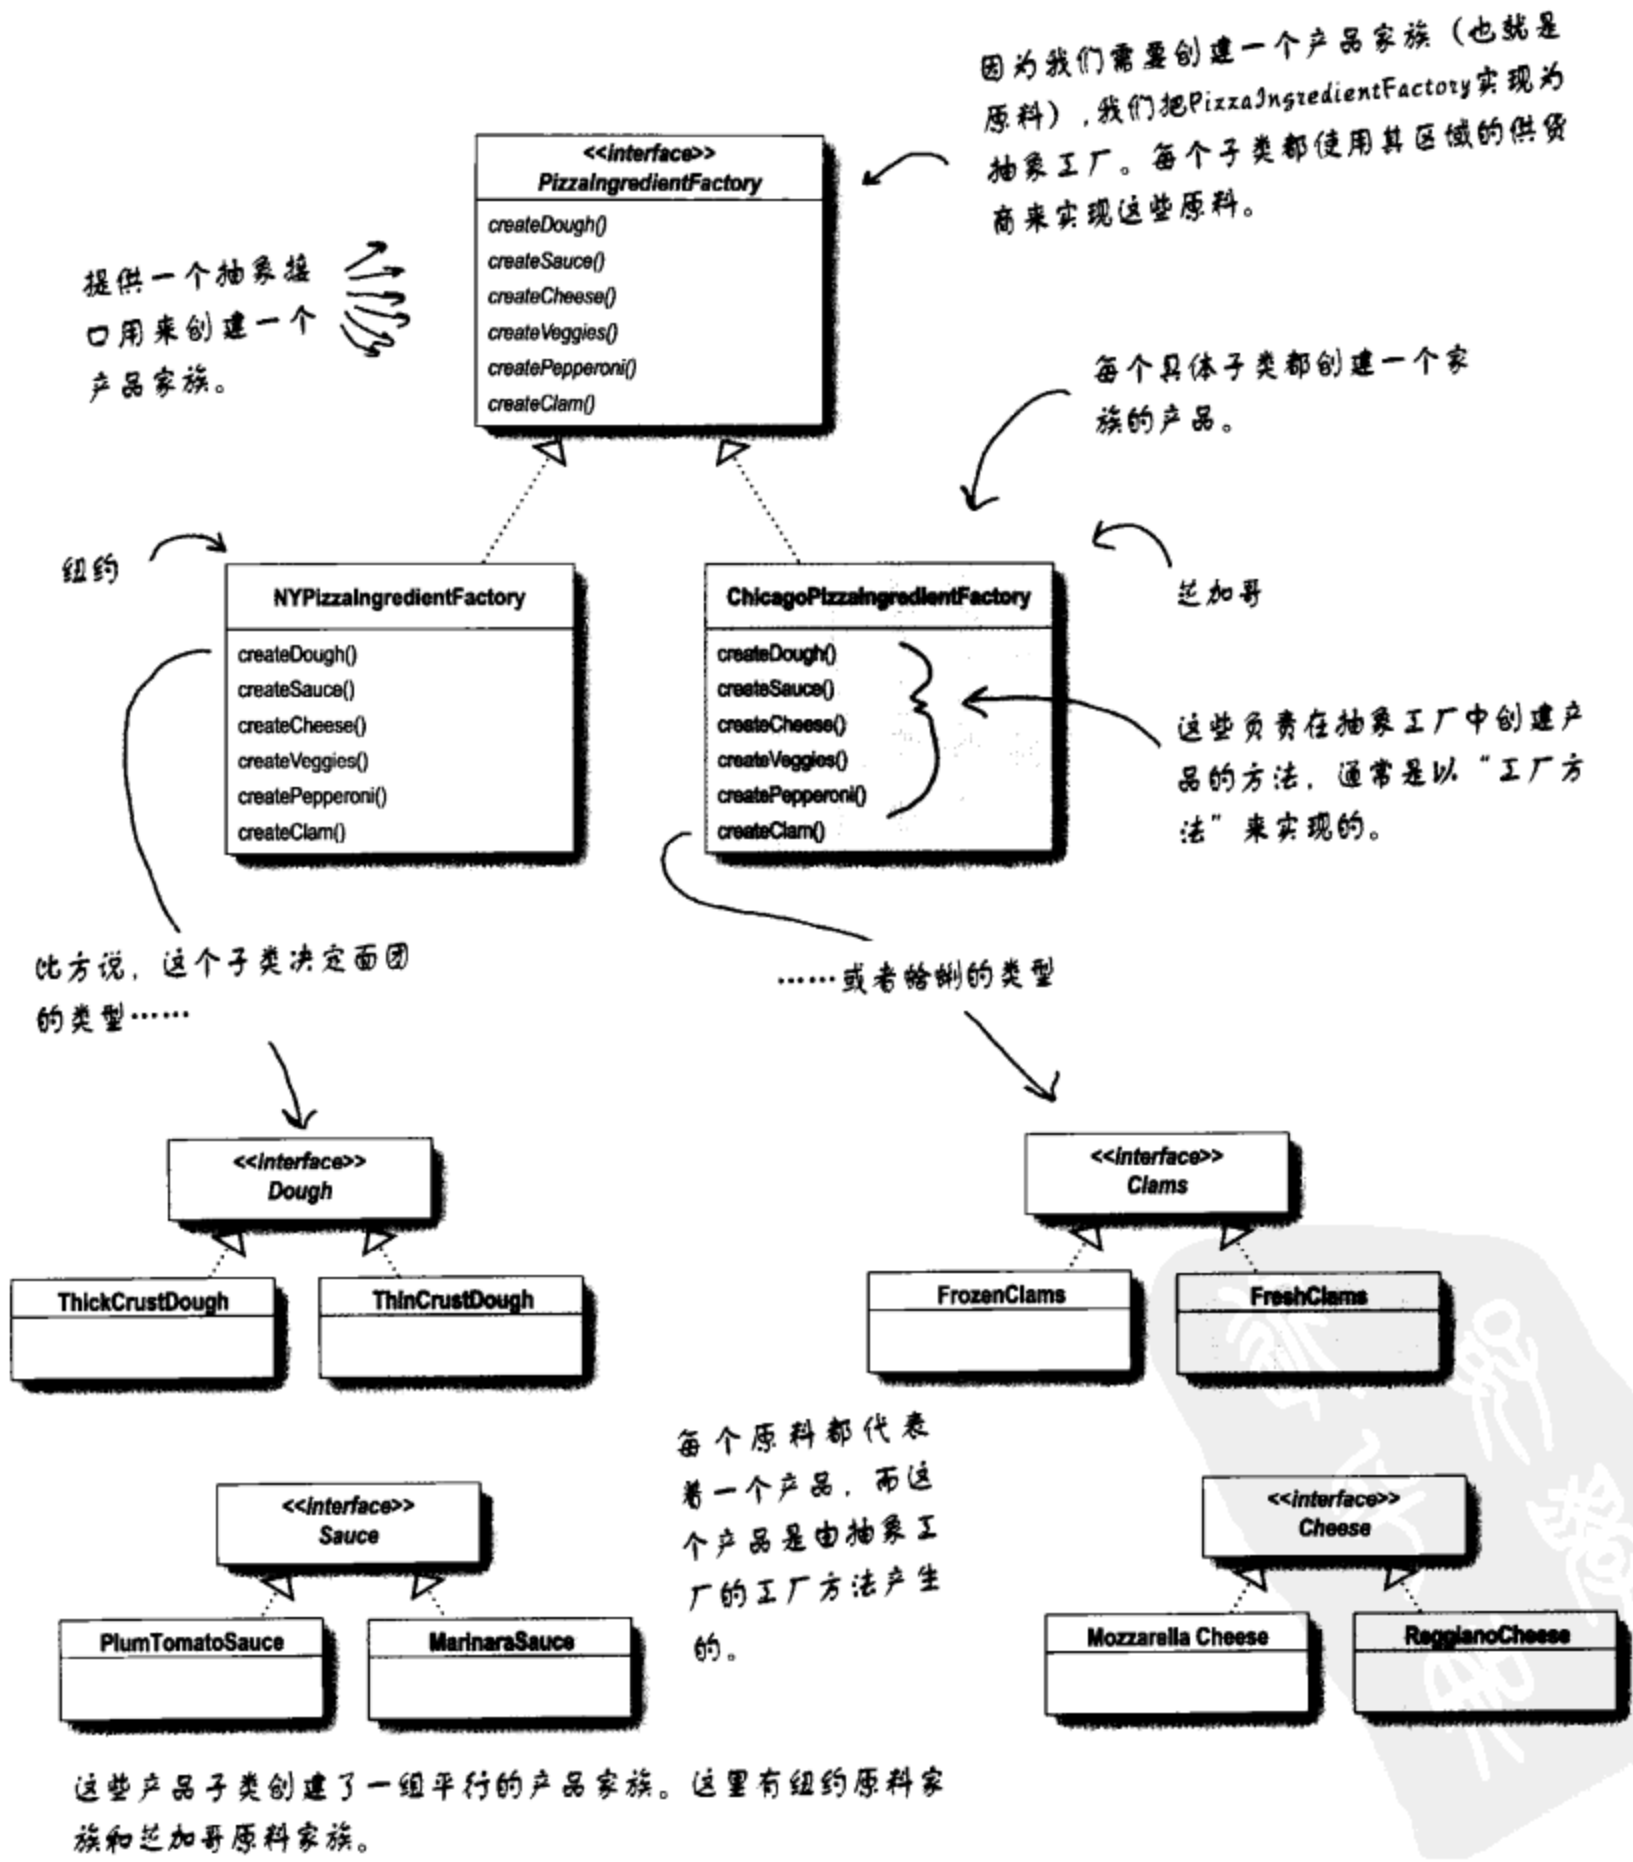 因为我们需要创建一个产品家族（也就是
原料），我们把PizzaIngredientFactory实现为
抽象工厂。每个子类都使用其区域的供货
商来实现这些原料。
<<interface>>
PizzaIngredientFactory
createDough()
createSauce()
createCheese()
createVeggies()
createPepperoni()
createClam()
提供一个抽象接
口用来创建一个
产品家族。
每个具体子类都创建一个家
族的产品。
纽约
NYPizzaIngredientFactory
createDough()
createSauce()
createCheese()
createVeggies()
createPepperoni()
createClam()
ChicagoPizzaIngredientFactory
createDough()
createSauce()
createCheese()
createVeggies()
createPepperoni()
createClam()
芝加哥
这些负责在抽象工厂中创建产
品的方法，通常是以“工厂方
法”来实现的。
比方说，这个子类决定面团
的类型……
……或者蛤蜊的类型
<<interface>>
Dough
ThickCrustDough
ThinCrustDough
<<interface>>
Clams
FrozenClams
FreshClams
每个原料都代表
着一个产品，而这
个产品是由抽象工
厂的工厂方法产生
的。
<<interface>>
Sauce
PlumTomatoSauce
MarinaraSauce
<<interface>>
Cheese
Mozzarella Cheese
ReggianoCheese
这些产品子类创建了一组平行的产品家族。这里有纽约原料家
族和芝加哥原料家族。